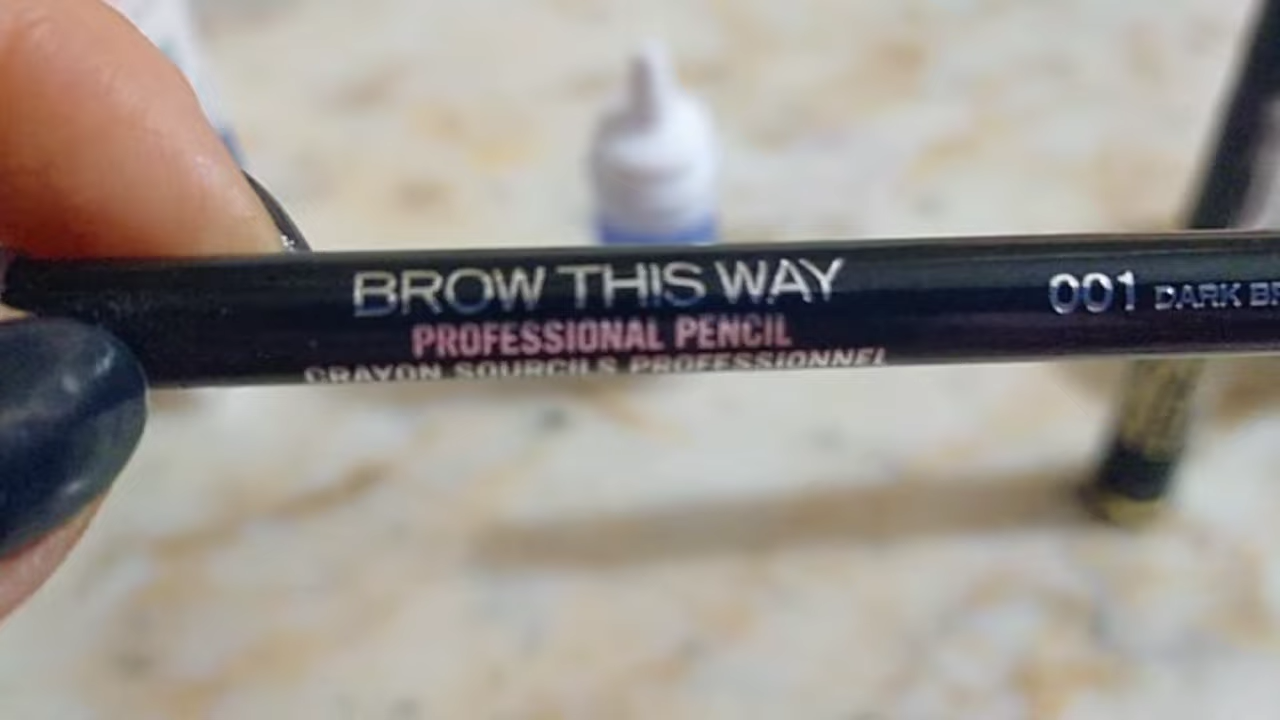 BROW THIS WAY
PROFESSIONAL PENCIL
CRAYON SOURCILS PROFESSIONNEL
001 DARK